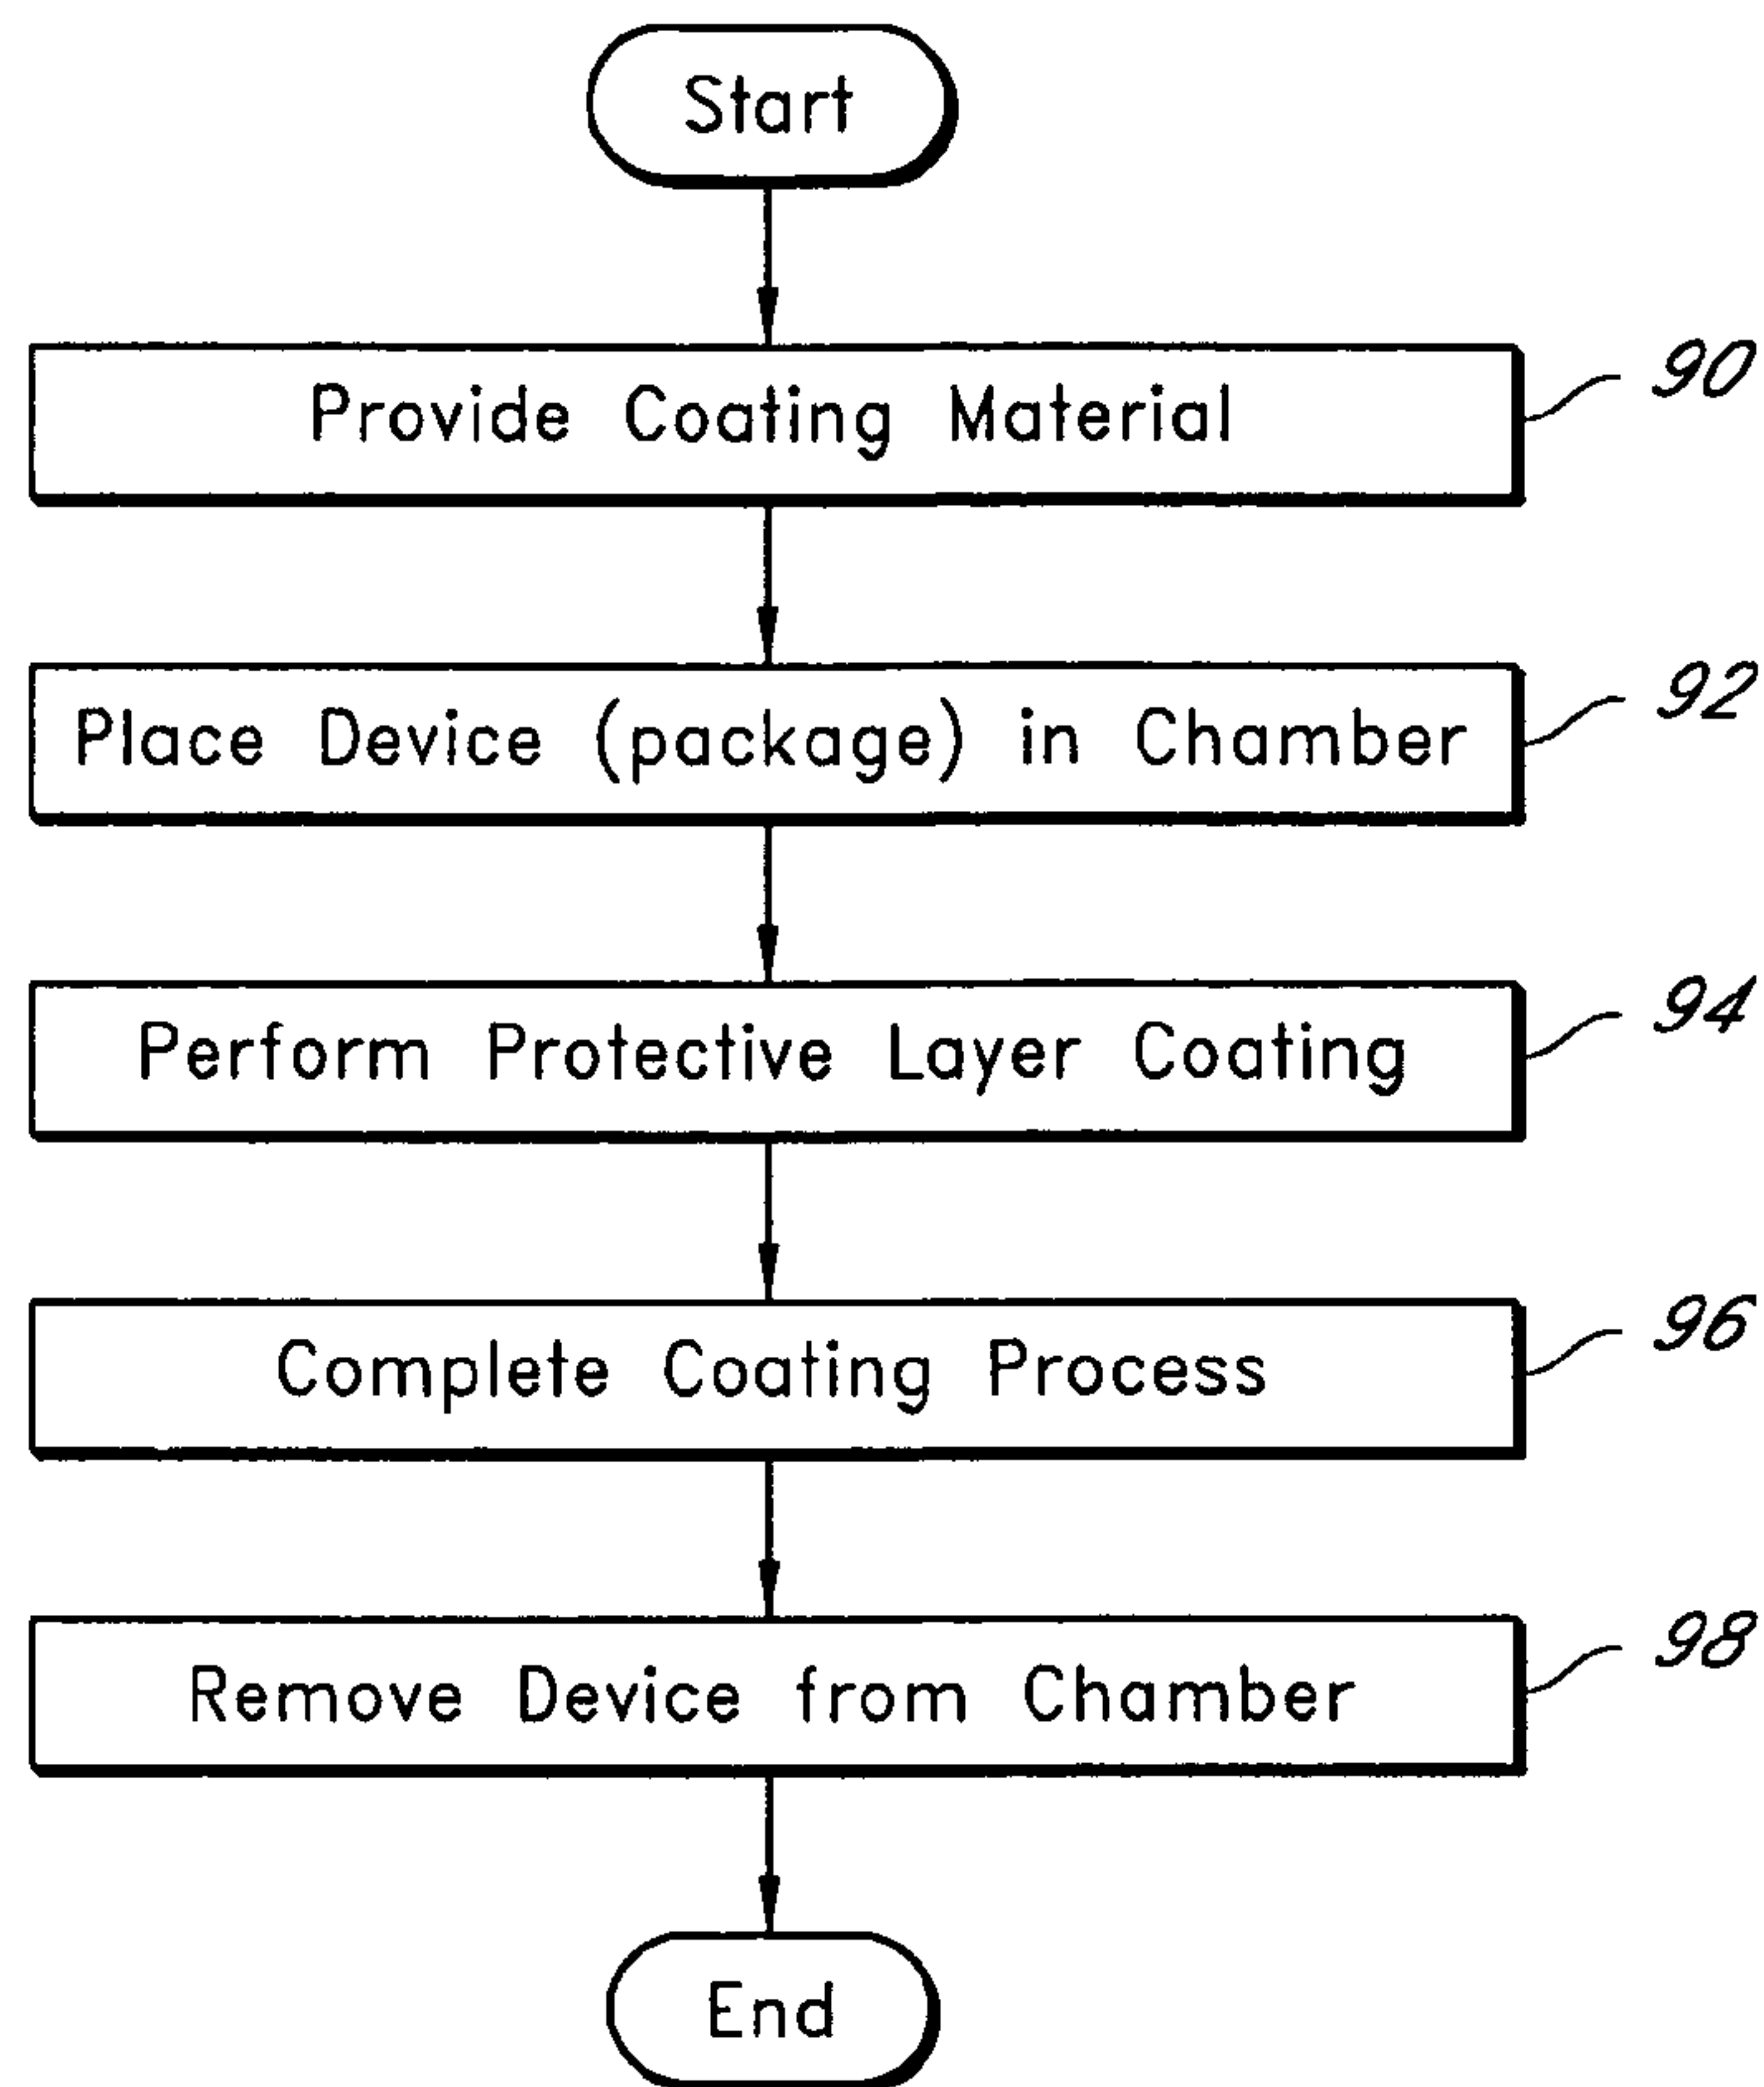 Start
Provide Coating Material
90
Place Device (package) in Chamber
92
Perform Protective Layer Coating
94
Complete Coating Process
96
Remove Device from Chamber
98
End